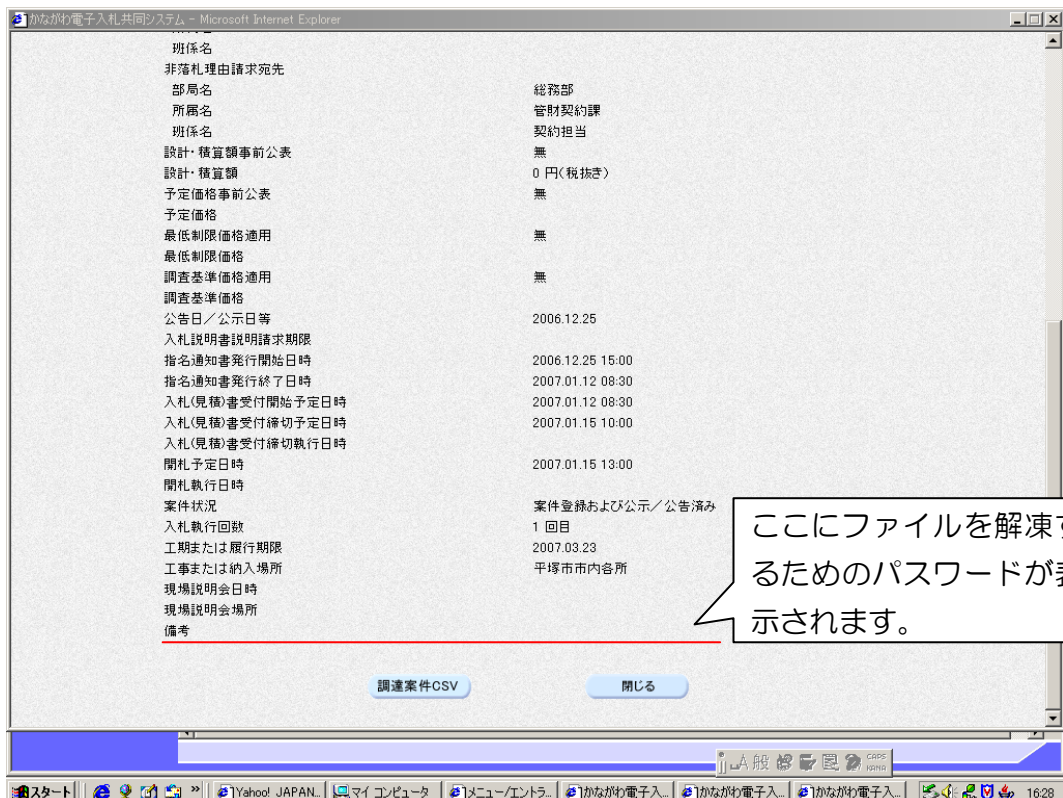 かながわ電子入札共同システム - Microsoft Internet Explorer
班係名
非落札理由請求宛先
部局名 総務部
所属名 管財契約課
班係名 契約担当
設計・積算額事前公表 無
設計・積算額 0 円(税抜き)
予定価格事前公表 無
予定価格
最低制限価格適用 無
最低制限価格
調査基準価格適用 無
調査基準価格
公告日/公示日等 2006.12.25
入札説明書説明請求期限
指名通知書発行開始日時 2006.12.25 15:00
指名通知書発行終了日時 2007.01.12 08:30
入札(見積)書受付開始予定日時 2007.01.12 08:30
入札(見積)書受付締切予定日時 2007.01.15 10:00
入札(見積)書受付締切執行日時
開札予定日時 2007.01.15 13:00
開札執行日時
案件状況 案件登録および公示/公告済み
入札執行回数 1 回目
工期または履行期限 2007.03.23
工事または納入場所 平塚市市内各所
現場説明会日時
現場説明会場所
備考
ここにファイルを解凍す
るためのパスワードが表
示されます。
調達案件CSV 閉じる
A 般 CAPS KANA
スタート » Yahoo! JAPAN... マイ コンピュータ メニュー/エントラ... かながわ電子入... かながわ電子入... かながわ電子入... 16:28